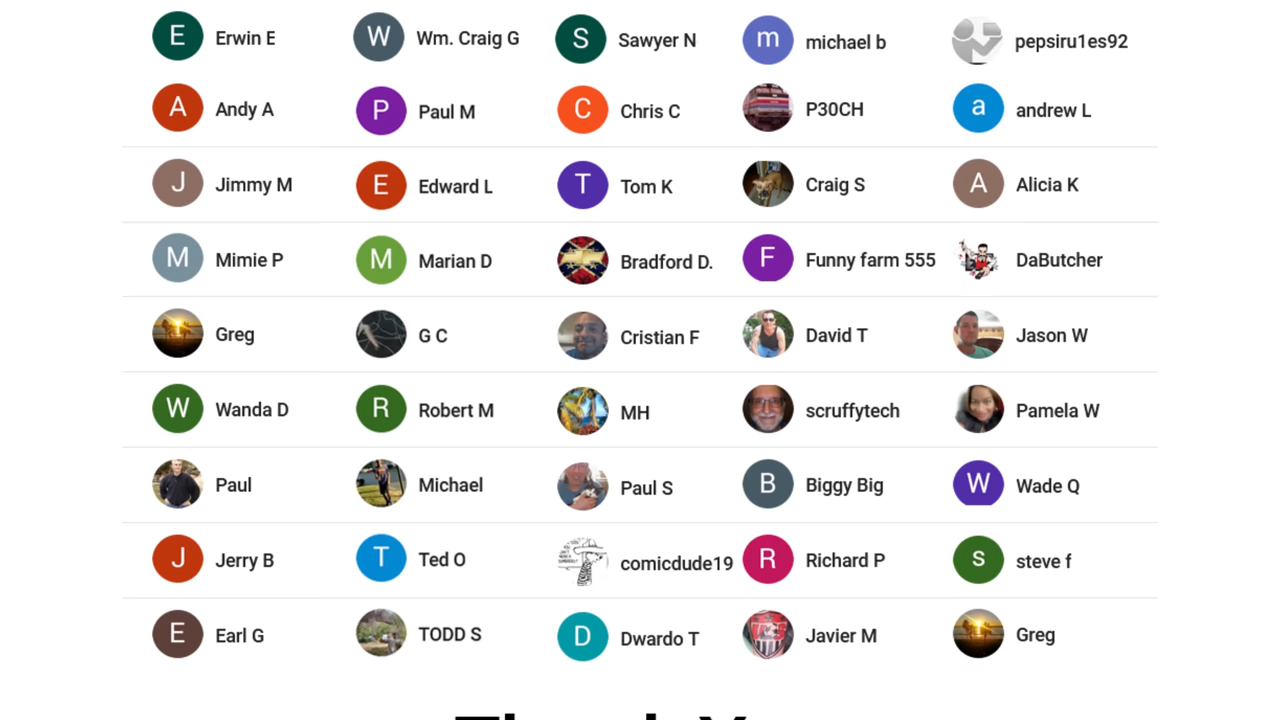 E Erwin E W Wm. Craig G S Sawyer N m michael b pepsiru1es92
A Andy A P Paul M C Chris C P30CH a andrew L
J Jimmy M E Edward L T Tom K Craig S A Alicia K
M Mimie P M Marian D Bradford D. F Funny farm 555 DaButcher
Greg G C Cristian F David T Jason W
W Wanda D R Robert M MH scruffytech Pamela W
Paul Michael Paul S B Biggy Big W Wade Q
J Jerry B T Ted O comicdude19 R Richard P s steve f
E Earl G TODD S D Dwardo T Javier M Greg